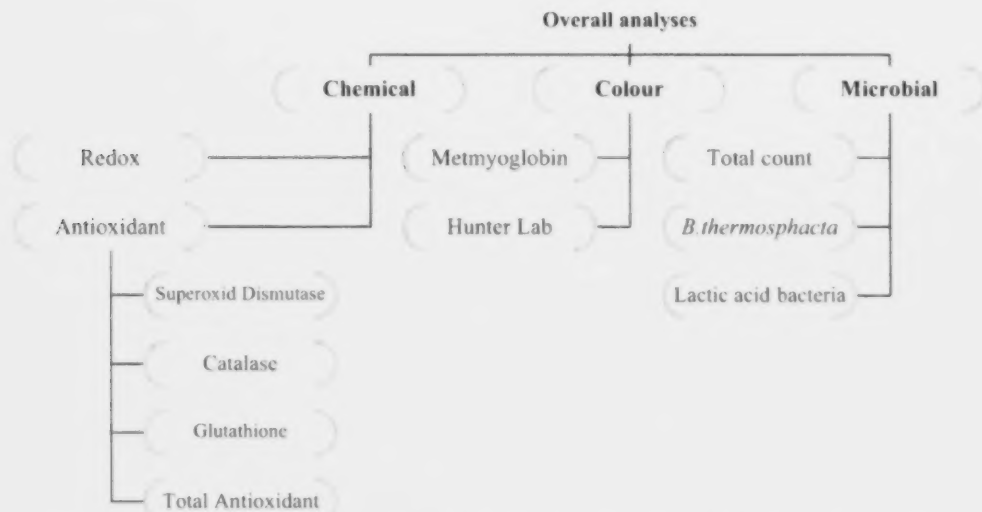 Overall analyses
Chemical
Colour
Microbial
Redox
Metmyoglobin
Total count
Antioxidant
Hunter Lab
B.thermosphacta
Superoxid Dismutase
Lactic acid bacteria
Catalase
Glutathione
Total Antioxidant